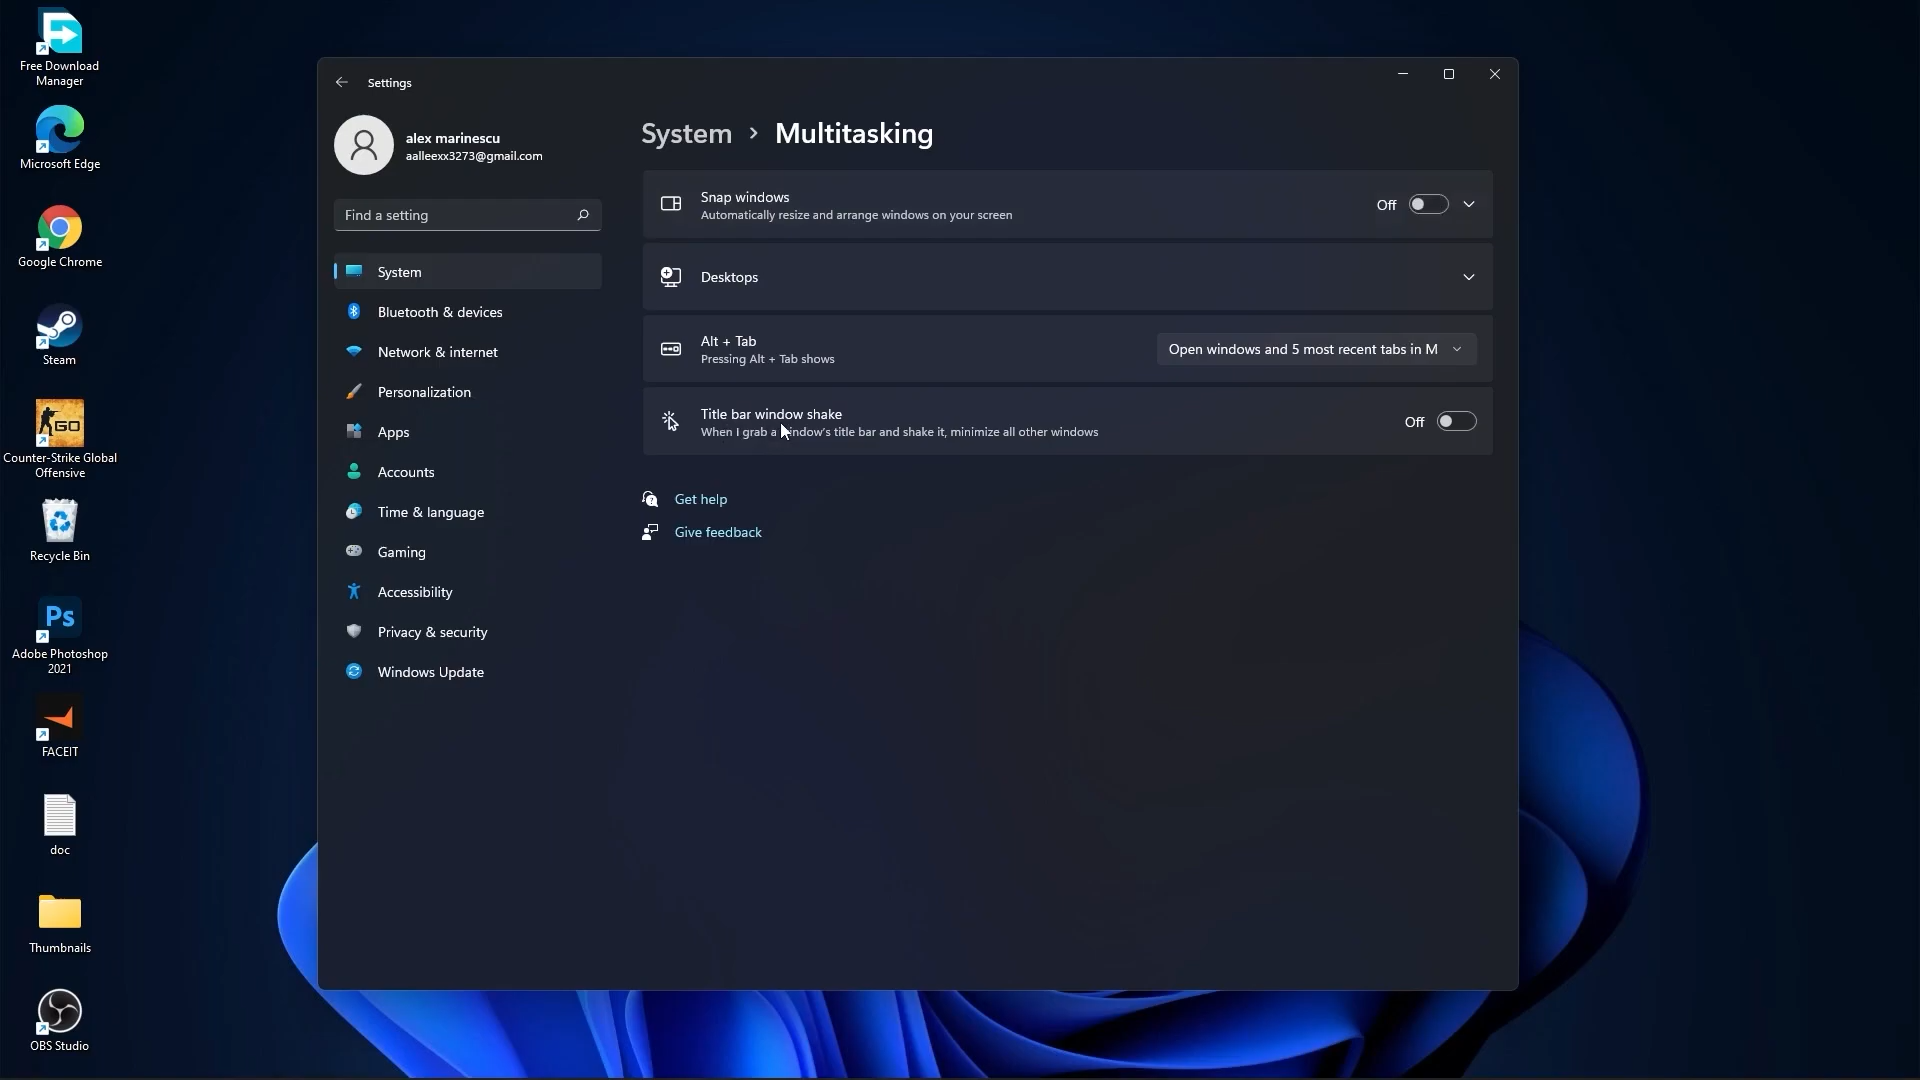 Free Download
Manager
Microsoft Edge
Google Chrome
Steam
GO
Counter-Strike Global
Offensive
Recycle Bin
Ps
Adobe Photoshop
2021
FACEIT
doc
Thumbnails
OBS Studio
Settings
alex marinescu
aalleexx3273@gmail.com
Find a setting
System
Bluetooth & devices
Network & internet
Personalization
Apps
Accounts
Time & language
Gaming
Accessibility
Privacy & security
Windows Update
System > Multitasking
Snap windows
Automatically resize and arrange windows on your screen
Off
Desktops
Alt + Tab
Pressing Alt + Tab shows
Open windows and 5 most recent tabs in M
Title bar window shake
When I grab a window's title bar and shake it, minimize all other windows
Off
Get help
Give feedback